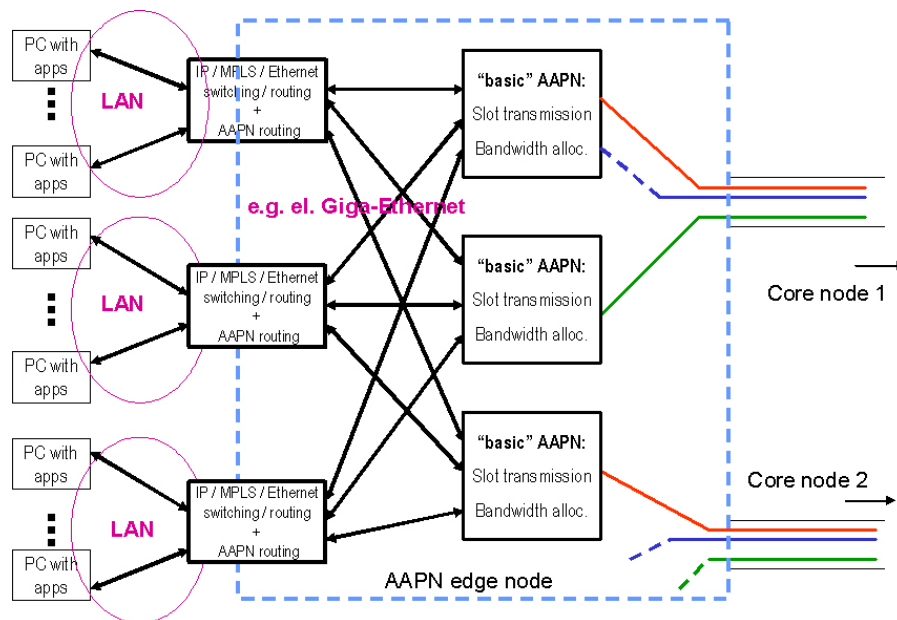 PC with
apps
PC with
apps
LAN
IP / MPLS / Ethernet
switching / routing
+
AAPN routing
"basic" AAPN:
Slot transmission
Bandwidth alloc.
e.g. el. Giga-Ethernet
PC with
apps
PC with
apps
LAN
IP / MPLS / Ethernet
switching / routing
+
AAPN routing
"basic" AAPN:
Slot transmission
Bandwidth alloc.
Core node 1
PC with
apps
PC with
apps
LAN
IP / MPLS / Ethernet
switching / routing
+
AAPN routing
"basic" AAPN:
Slot transmission
Bandwidth alloc.
Core node 2
AAPN edge node